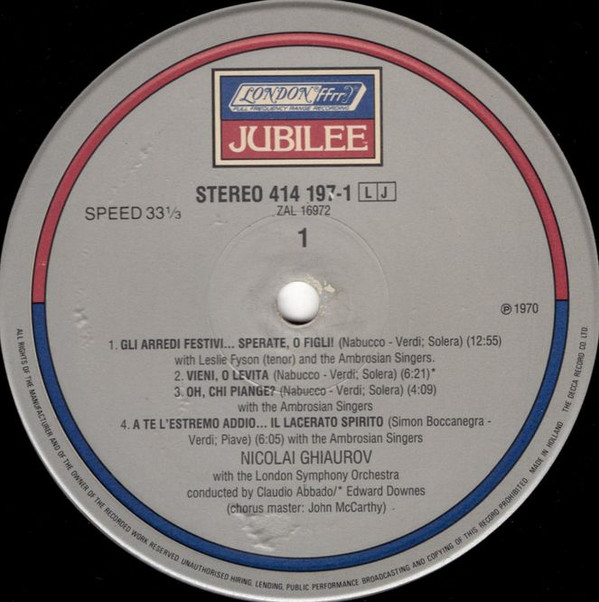 LONDON ffrr
FULL FREQUENCY RANGE RECORDING
JUBILEE
STEREO 414 197-1 LJ
ZAL 16972
SPEED 33 1/3
1
℗ 1970
1. GLI ARREDI FESTIVI... SPERATE, O FIGLI! (Nabucco - Verdi; Solera) (12:55)
with Leslie Fyson (tenor) and the Ambrosian Singers.
2. VIENI, O LEVITA (Nabucco - Verdi; Solera) (6:21)*
3. OH, CHI PIANGE? (Nabucco - Verdi; Solera) (4:09)
with the Ambrosian Singers
4. A TE L'ESTREMO ADDIO... IL LACERATO SPIRITO (Simon Boccanegra -
Verdi; Piave) (6:05) with the Ambrosian Singers
NICOLAI GHIAUROV
with the London Symphony Orchestra
conducted by Claudio Abbado/* Edward Downes
(chorus master: John McCarthy)
ALL RIGHTS OF THE MANUFACTURER AND OF THE OWNER OF THE RECORDED WORK RESERVED UNAUTHORISED HIRING, LENDING, PUBLIC PERFORMANCE BROADCASTING AND COPYING OF THIS RECORD PROHIBITED. MADE IN HOLLAND THE DECCA RECORD CO LTD